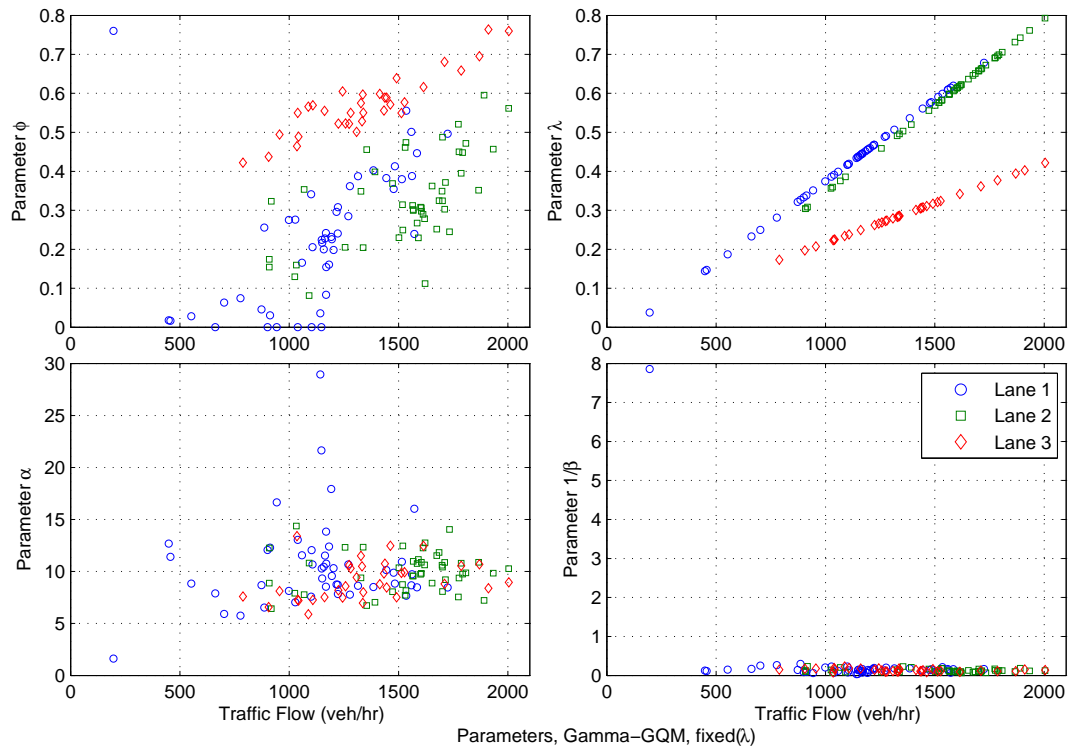 Parameter ϕ
0.8
0.7
0.6
0.5
0.4
0.3
0.2
0.1
0
0 500 1000 1500 2000
Parameter λ
0.8
0.7
0.6
0.5
0.4
0.3
0.2
0.1
0
0 500 1000 1500 2000
Parameter α
30
25
20
15
10
5
0
0 500 1000 1500 2000
Traffic Flow (veh/hr)
Parameter 1/β
8
7
6
5
4
3
2
1
0
0 500 1000 1500 2000
Traffic Flow (veh/hr)
Lane 1
Lane 2
Lane 3
Parameters, Gamma−GQM, fixed(λ)